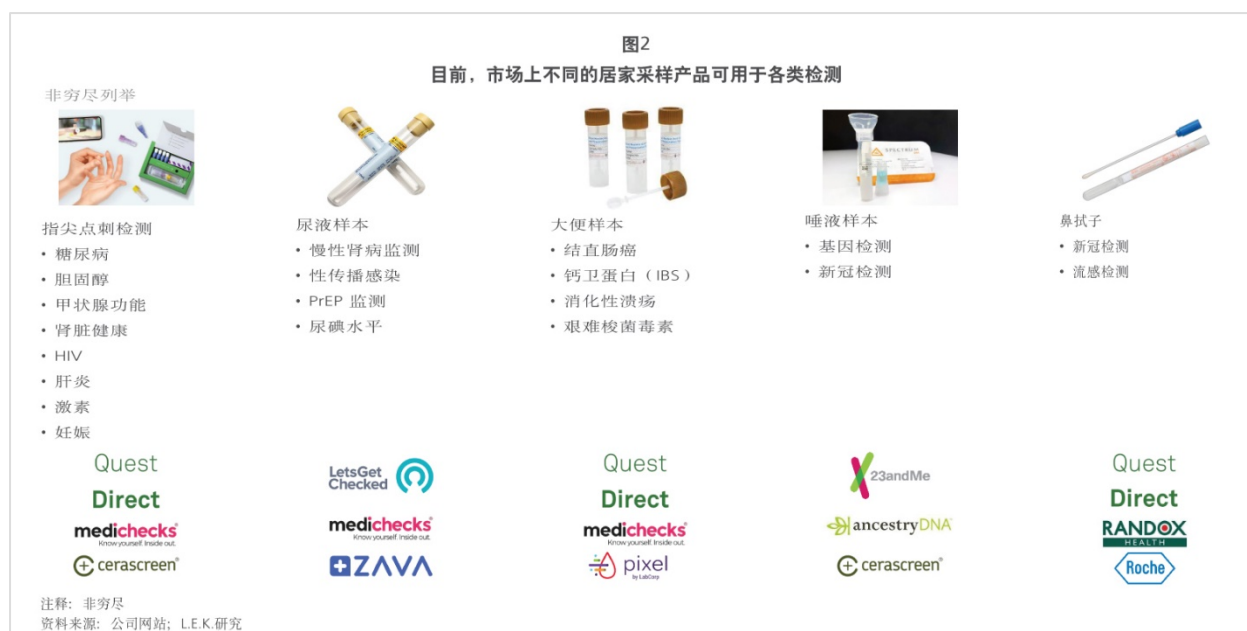 图2
目前，市场上不同的居家采样产品可用于各类检测
非穷尽列举
指尖点刺检测
• 糖尿病
• 胆固醇
• 甲状腺功能
• 肾脏健康
• HIV
• 肝炎
• 激素
• 妊娠
Quest
Direct
medichecks®
Know yourself. Inside out.
cerascreen®
尿液样本
• 慢性肾病监测
• 性传播感染
• PrEP 监测
• 尿碘水平
LetsGet
Checked
medichecks®
Know yourself. Inside out.
ZAVA
大便样本
• 结直肠癌
• 钙卫蛋白（IBS）
• 消化性溃疡
• 艰难梭菌毒素
Quest
Direct
medichecks®
Know yourself. Inside out.
pixel
by LabCorp
SPECTRUM
唾液样本
• 基因检测
• 新冠检测
23andMe
ancestryDNA
cerascreen®
鼻拭子
• 新冠检测
• 流感检测
Quest
Direct
RANDOX
HEALTH
Roche
注释：非穷尽
资料来源：公司网站；L.E.K.研究